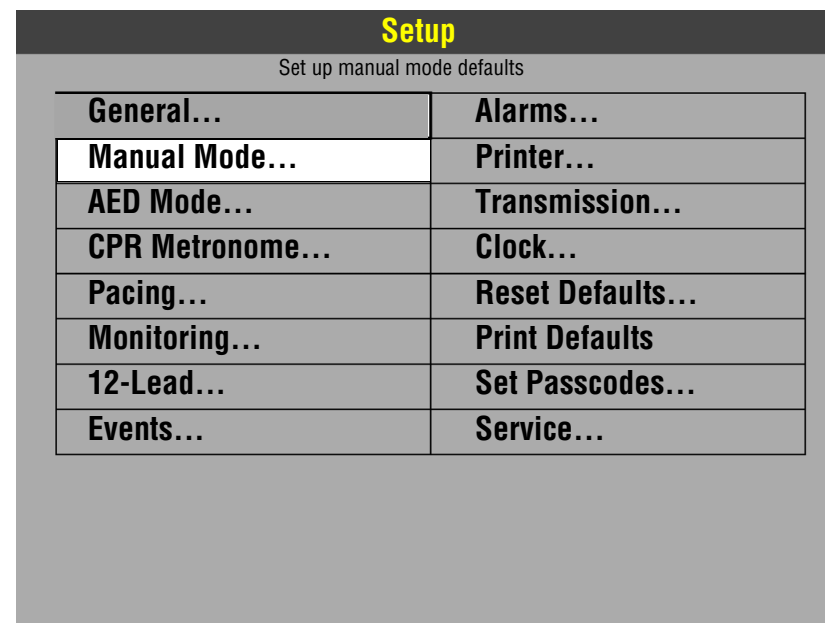 Setup
Set up manual mode defaults
General...
Manual Mode...
AED Mode...
CPR Metronome...
Pacing...
Monitoring...
12-Lead...
Events...
Alarms...
Printer...
Transmission...
Clock...
Reset Defaults...
Print Defaults
Set Passcodes...
Service...